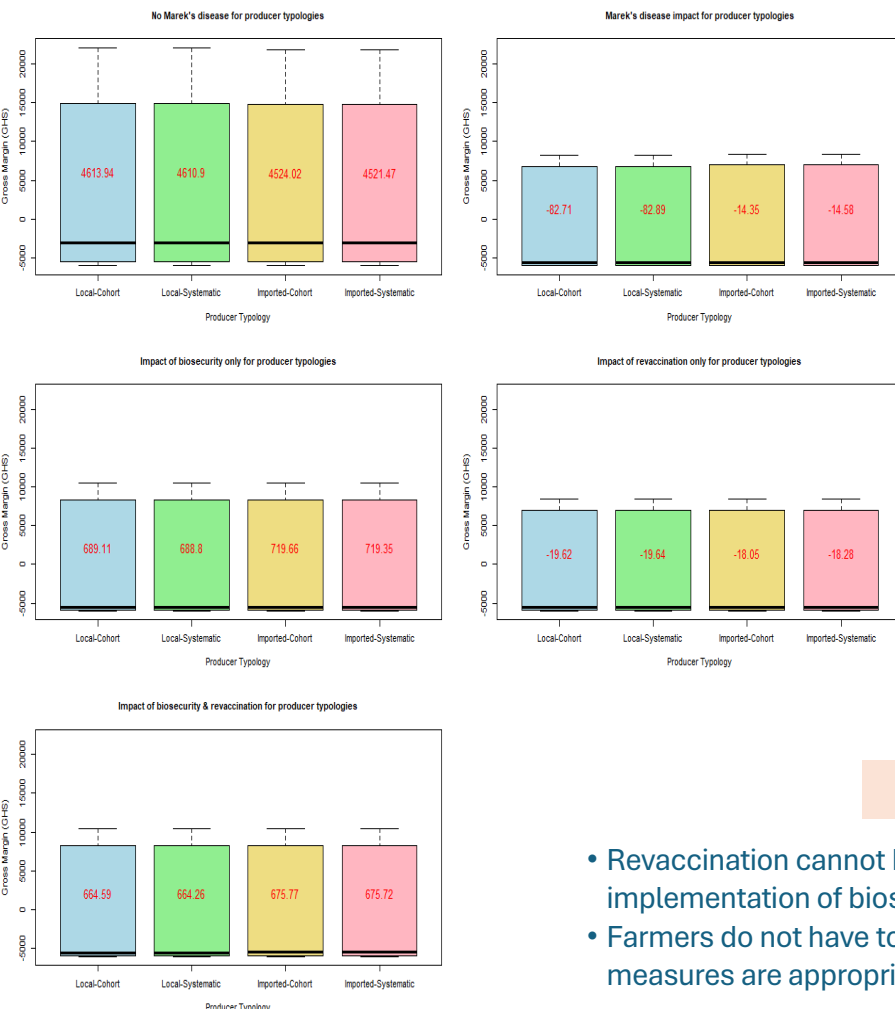 No Marek's disease for producer typologies
Gross Margin (GHS)
20000
15000
10000
5000
0
-5000
4613.94 4610.9 4524.02 4521.47
Local-Cohort Local-Systematic Imported-Cohort Imported-Systematic
Producer Typology
Marek's disease impact for producer typologies
Gross Margin (GHS)
20000
15000
10000
5000
0
-5000
-82.71 -82.89 -14.35 -14.58
Local-Cohort Local-Systematic Imported-Cohort Imported-Systematic
Producer Typology
Impact of biosecurity only for producer typologies
Gross Margin (GHS)
20000
15000
10000
5000
0
-5000
689.11 688.8 719.66 719.35
Local-Cohort Local-Systematic Imported-Cohort Imported-Systematic
Producer Typology
Impact of revaccination only for producer typologies
Gross Margin (GHS)
20000
15000
10000
5000
0
-5000
-19.62 -19.64 -18.05 -18.28
Local-Cohort Local-Systematic Imported-Cohort Imported-Systematic
Producer Typology
Impact of biosecurity & revaccination for producer typologies
Gross Margin (GHS)
20000
15000
10000
5000
0
-5000
664.59 664.26 675.77 675.72
Local-Cohort Local-Systematic Imported-Cohort Imported-Systematic
Producer Typology
• Revaccination cannot
implementation of bios
• Farmers do not have to
measures are appropri